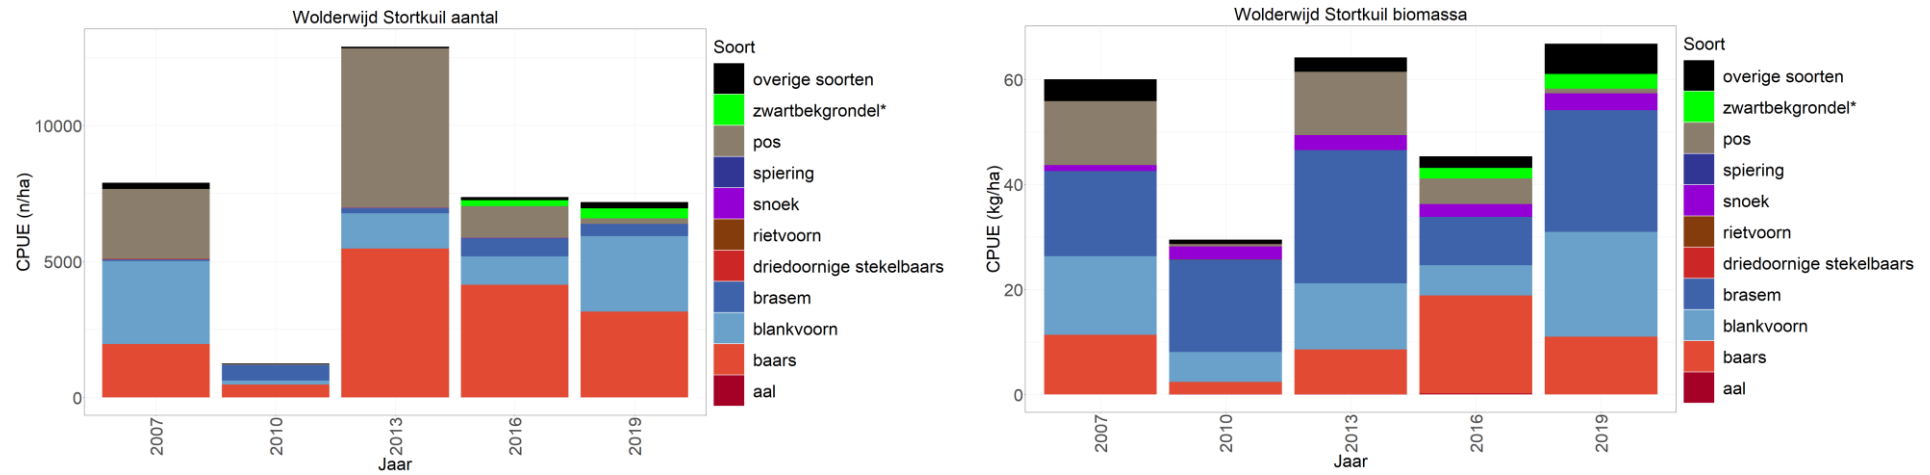 Wolderwijd Stortkuil aantal
CPUE (n/ha)
10000
5000
0
2007
2010
2013
2016
2019
Jaar
Soort
overige soorten
zwartbekgrondel*
pos
spiering
snoek
rietvoorn
driedoornige stekelbaars
brasem
blankvoorn
baars
aal
Wolderwijd Stortkuil biomassa
CPUE (kg/ha)
60
40
20
0
2007
2010
2013
2016
2019
Jaar
Soort
overige soorten
zwartbekgrondel*
pos
spiering
snoek
rietvoorn
driedoornige stekelbaars
brasem
blankvoorn
baars
aal